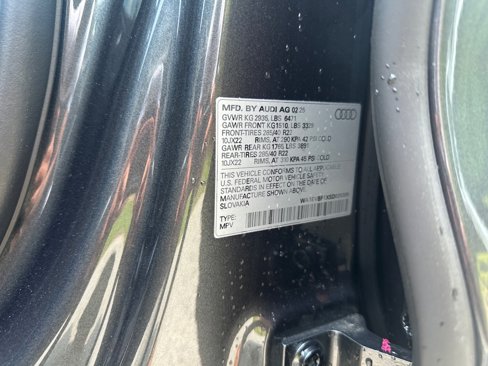 MFD. BY AUDI AG 02 25
GVWR KG 2935, LBS 6471
GAWR FRONT KG1510, LBS 3329
FRONT-TIRES 285/40 R22
10JX22 RIMS, AT 290 KPA 42 PSI COLD
GAWR REAR KG 1765, LBS 3891
REAR-TIRES 285/40 R22
10JX22 RIMS, AT 310 KPA 45 PSI COLD
THIS VEHICLE CONFORMS TO ALL APPLICABLE
U.S. FEDERAL MOTOR VEHICLE SAFETY
STANDARDS IN EFFECT ON THE DATE OF
MANUFACTURE SHOWN ABOVE.
SLOVAKIA
TYPE:
MPV